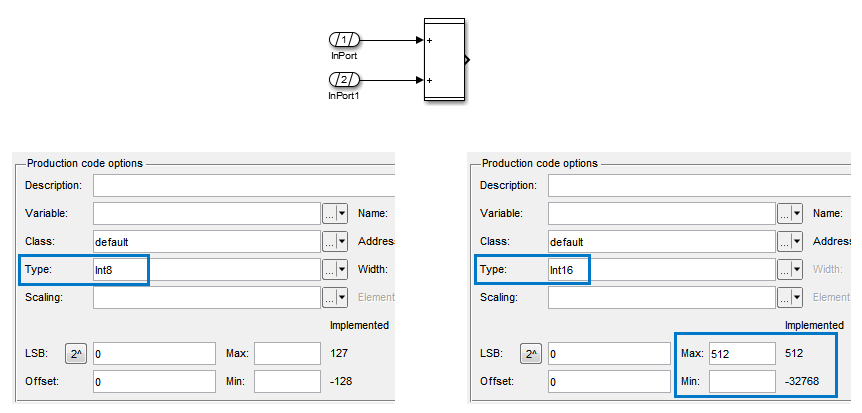 1
+
InPort
2
+
InPort1
Production code options
Description:
Variable: ... Name:
Class: default ... Addres
Type: Int8 ... Width:
Scaling: ... Elemen
Implemented
LSB: 2^ 0 Max: 127
Offset: 0 Min: -128
Production code options
Description:
Variable: ... Name:
Class: default ... Addres
Type: Int16 ... Width:
Scaling: ... Element
Implemented
LSB: 2^ 0 Max: 512 512
Offset: 0 Min: -32768